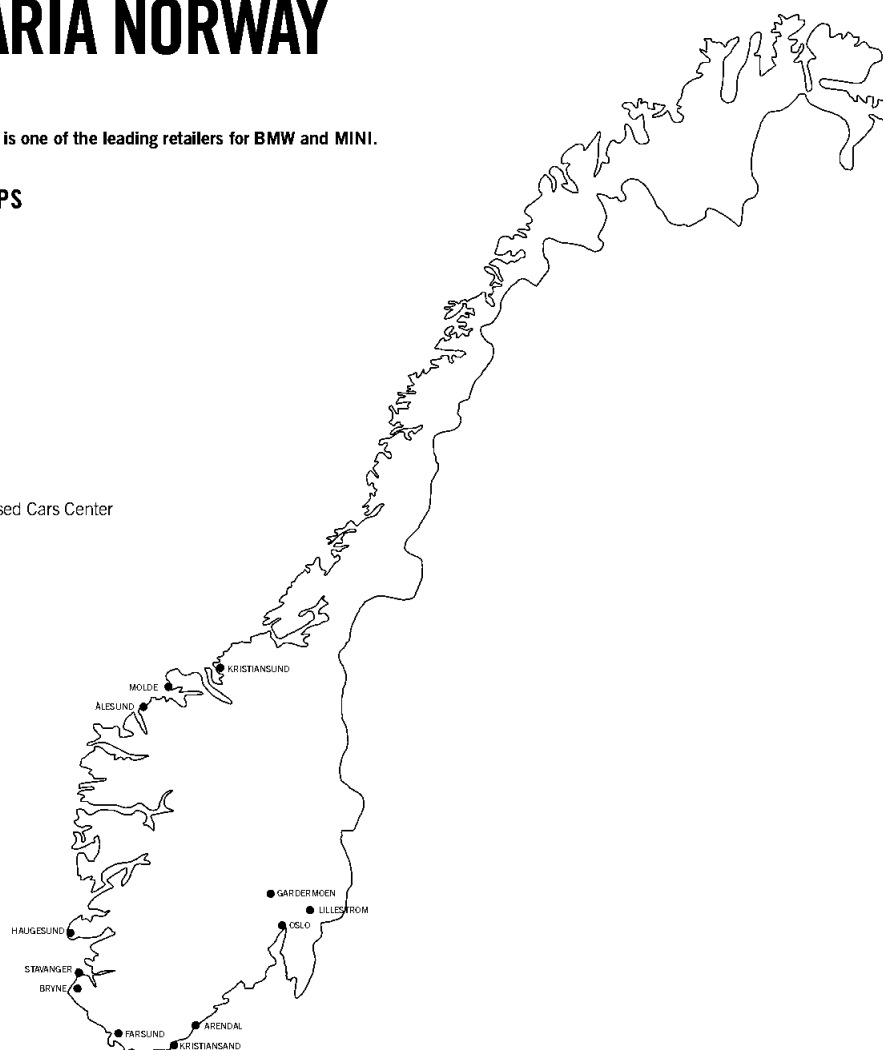 ARIA NORWAY
is one of the leading retailers for BMW and MINI.
PS
sed Cars Center
KRISTIANSUND
MOLDE
ÅLESUND
GARDERMOEN
LILLESTROM
OSLO
HAUGESUND
STAVANGER
BRYNE
ARENDAL
FARSUND
KRISTIANSAND